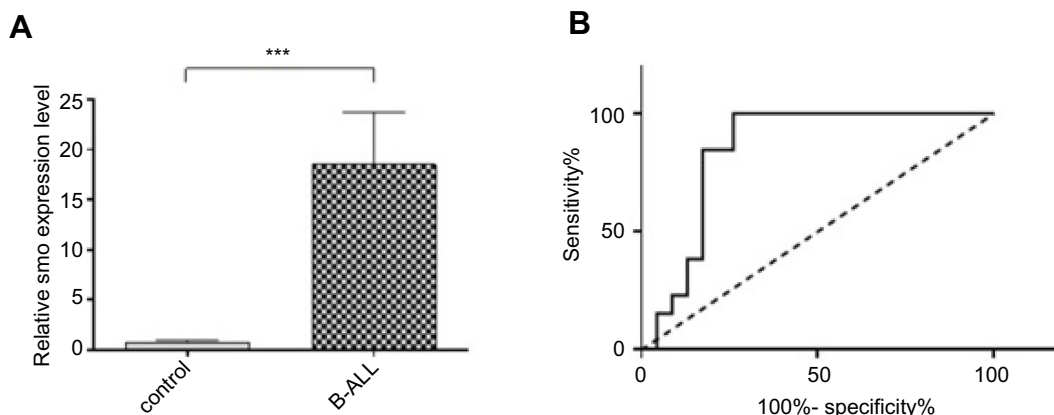 A
***
Relative smo expression level
25
20
15
10
5
0
control
B-ALL
B
Sensitivity%
100
50
0
0
50
100
100%- specificity%